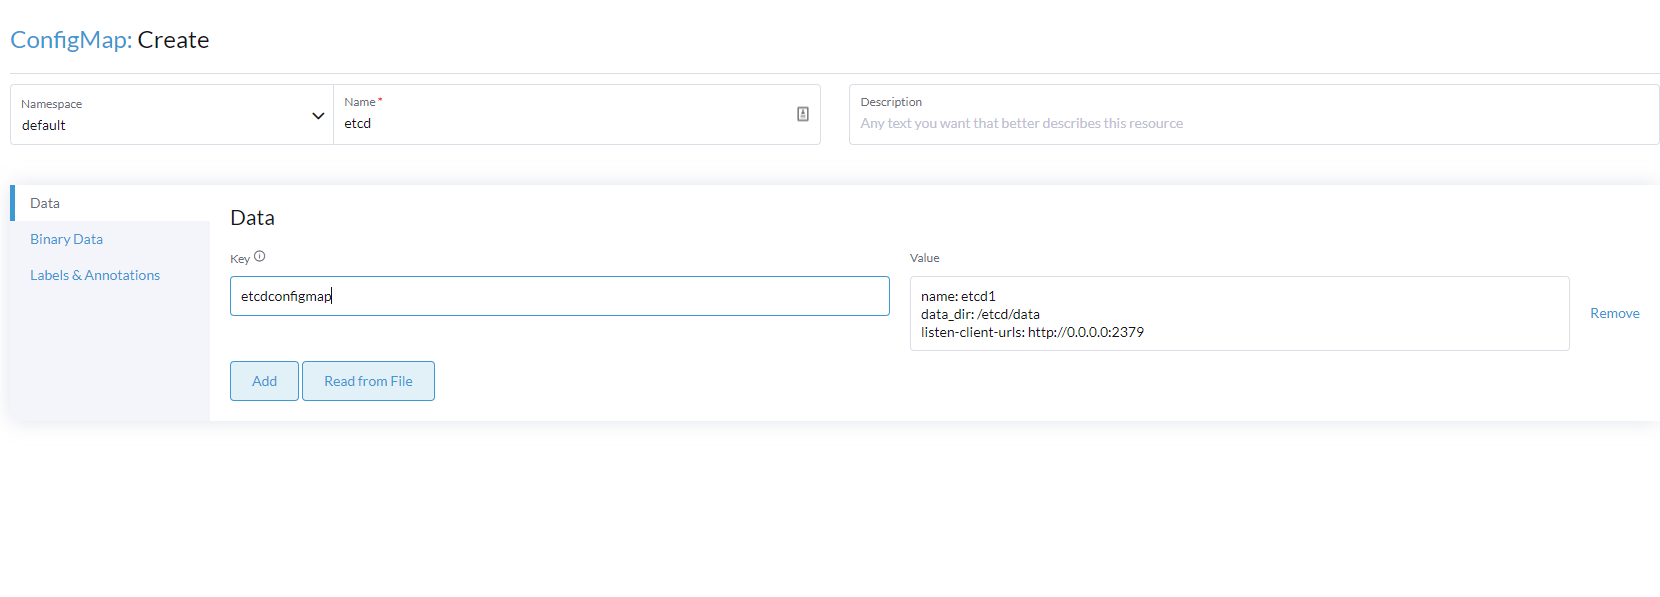 ConfigMap: Create
Namespace
default
Name *
etcd
Description
Any text you want that better describes this resource
Data
Binary Data
Labels & Annotations
Data
Key
etcdconfigmap
Value
name: etcd1
data_dir: /etcd/data
listen-client-urls: http://0.0.0.0:2379
Remove
Add
Read from File